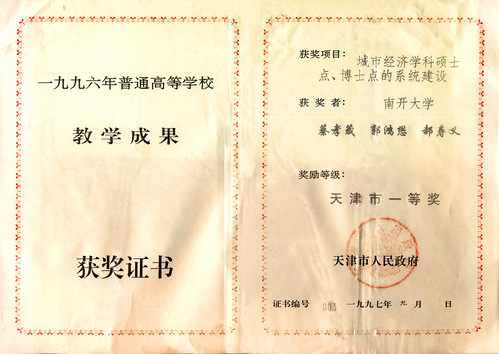 一九九六年普通高等学校
教学成果
获奖证书
获奖项目：城市经济学科硕士
点、博士点的系统建设
获奖者：南开大学
蔡孝箴 郭鸿懋 郝寿义
奖励等级：
天津市一等奖
天津市人民政府
证书编号 一九九七年九月 日